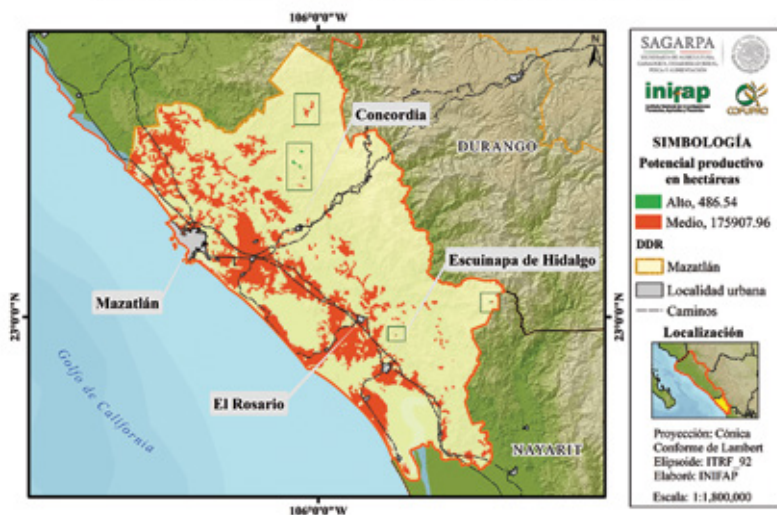 106°0'0"W
Concordia
DURANGO
Escuinapa de Hidalgo
Mazatlán
23°0'0"N
23°0'0"N
El Rosario
Golfo de California
NAYARIT
106°0'0"W
SAGARPA
inifap
COFUPRO
SIMBOLOGÍA
Potencial productivo
en hectáreas
Alto, 486.54
Medio, 175907.96
DDR
Mazatlán
Localidad urbana
Caminos
Localización
Proyección: Cónica
Conforme de Lambert
Elipsoide: ITRF_92
Elaboró: INIFAP
Escala: 1:1,800,000